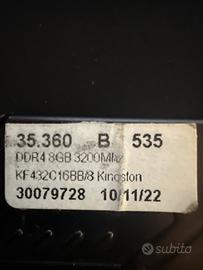 35.360 B 535
DDR4 8GB 3200Mhz
KF432C16BB/8 Kingston
30079728 10/11/22
subito